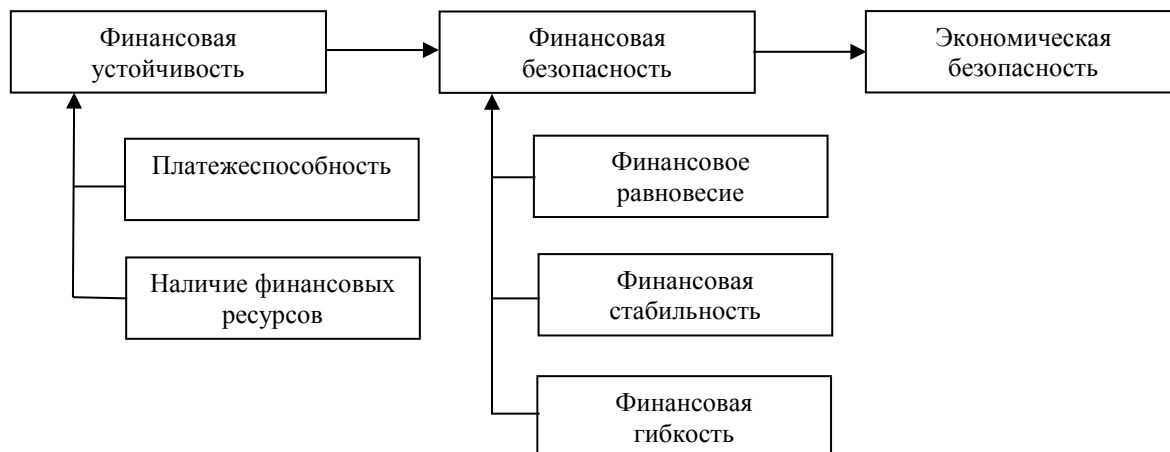 Финансовая
устойчивость
Финансовая
безопасность
Экономическая
безопасность
Платежеспособность
Наличие финансовых
ресурсов
Финансовое
равновесие
Финансовая
стабильность
Финансовая
гибкость